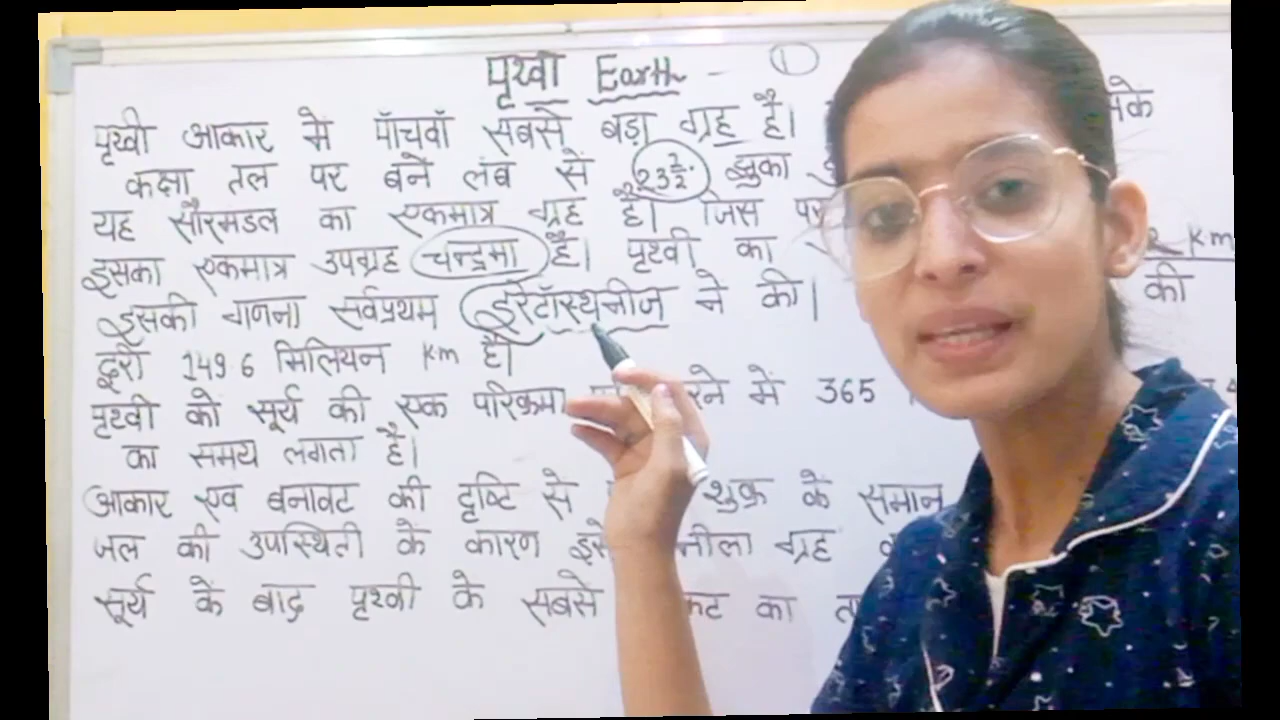 पृथ्वी Earth - 1
पृथ्वी आकार मे पाँचवाँ सबसे बड़ा ग्रह है।
कक्षा तल पर बने लंब से 23½° झुका
यह सौरमंडल का एकमात्र ग्रह है। जिस पर
इसका एकमात्र उपग्रह चन्द्रमा है। पृथ्वी का Km
इसकी गणना सर्वप्रथम इरेटॉस्थनीज ने की। की
दूरी 149.6 मिलियन Km है।
पृथ्वी को सूर्य की एक परिक्रमा में 365
का समय लगता है।
आकार एव बनावट की दृष्टि से शुक्र के समान
जल की उपस्थिती के कारण नीला ग्रह
सूर्य के बाद पृथ्वी के सबसे का